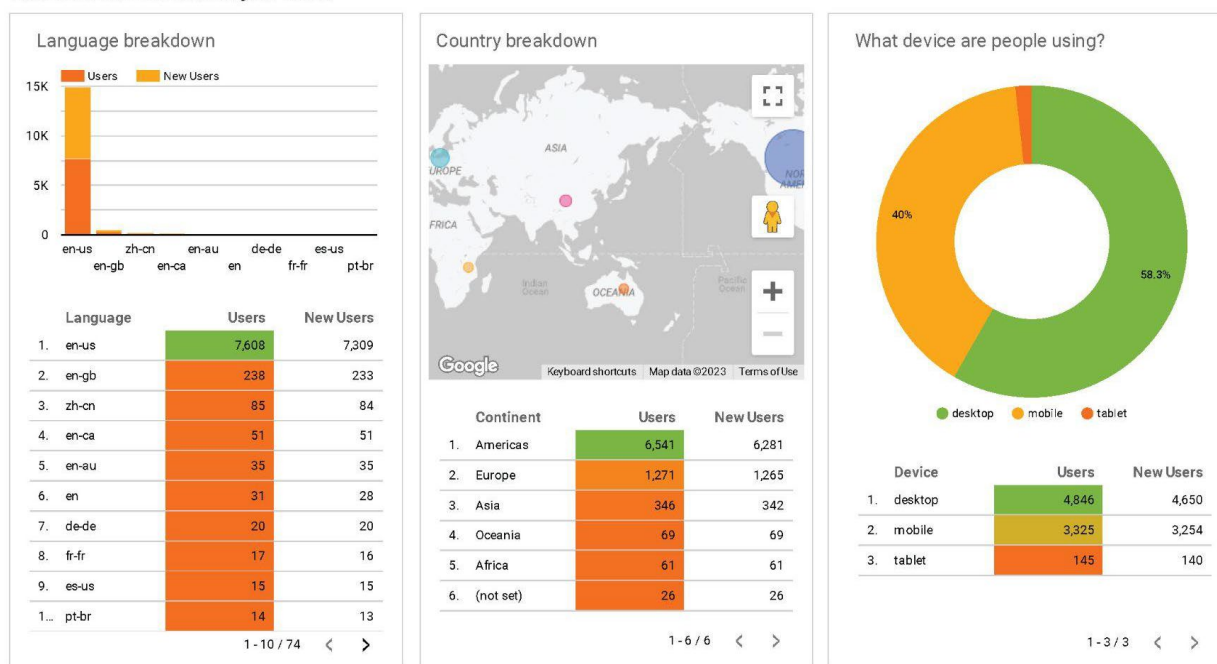 Language breakdown
Users New Users
15K
10K
5K
0
en-us zh-cn en-au de-de es-us
en-gb en-ca en fr-fr pt-br
Language Users New Users
1. en-us 7,608 7,309
2. en-gb 238 233
3. zh-cn 85 84
4. en-ca 51 51
5. en-au 35 35
6. en 31 28
7. de-de 20 20
8. fr-fr 17 16
9. es-us 15 15
1... pt-br 14 13
1 - 10 / 74 < >
Country breakdown
ASIA
UROPE
NOR
AMER
FRICA
Indian
Ocean
OCEANIA
Pacific
Ocean
Google
Keyboard shortcuts Map data ©2023 Terms of Use
Continent Users New Users
1. Americas 6,541 6,281
2. Europe 1,271 1,265
3. Asia 346 342
4. Oceania 69 69
5. Africa 61 61
6. (not set) 26 26
1 - 6 / 6 < >
What device are people using?
40%
58.3%
desktop mobile tablet
Device Users New Users
1. desktop 4,846 4,650
2. mobile 3,325 3,254
3. tablet 145 140
1 - 3 / 3 < >